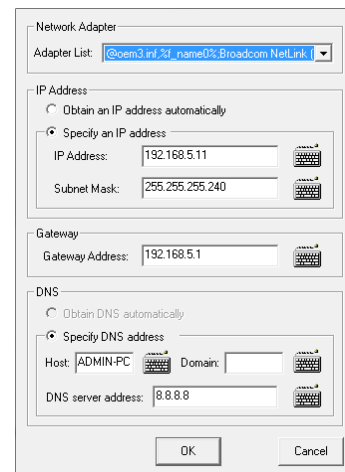 Network Adapter
Adapter List: @oem3.inf,%f_name0%,Broadcom NetLink (
IP Address
Obtain an IP address automatically
Specify an IP address
IP Address: 192.168.5.11
Subnet Mask: 255.255.255.240
Gateway
Gateway Address: 192.168.5.1
DNS
Obtain DNS automatically
Specify DNS address
Host: ADMIN-PC Domain:
DNS server address: 8.8.8.8
OK Cancel